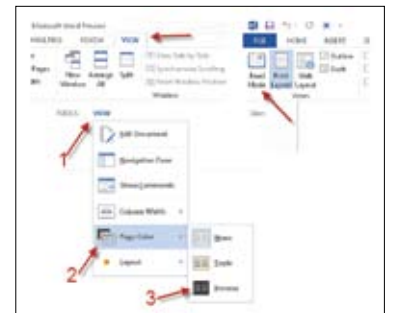 Microsoft Word Preview
MAILINGS REVIEW VIEW
View Side by Side
Synchronous Scrolling
Reset Window Position
Pages
New Window
Arrange All
Split
Window
FILE HOME INSERT
Read Mode
Print Layout
Web Layout
Outline
Draft
Views
TOOLS VIEW
1
Edit Document
Navigation Pane
Show Comments
Column Width
Page Color
None
2
Layout
Sepia
3
Inverse